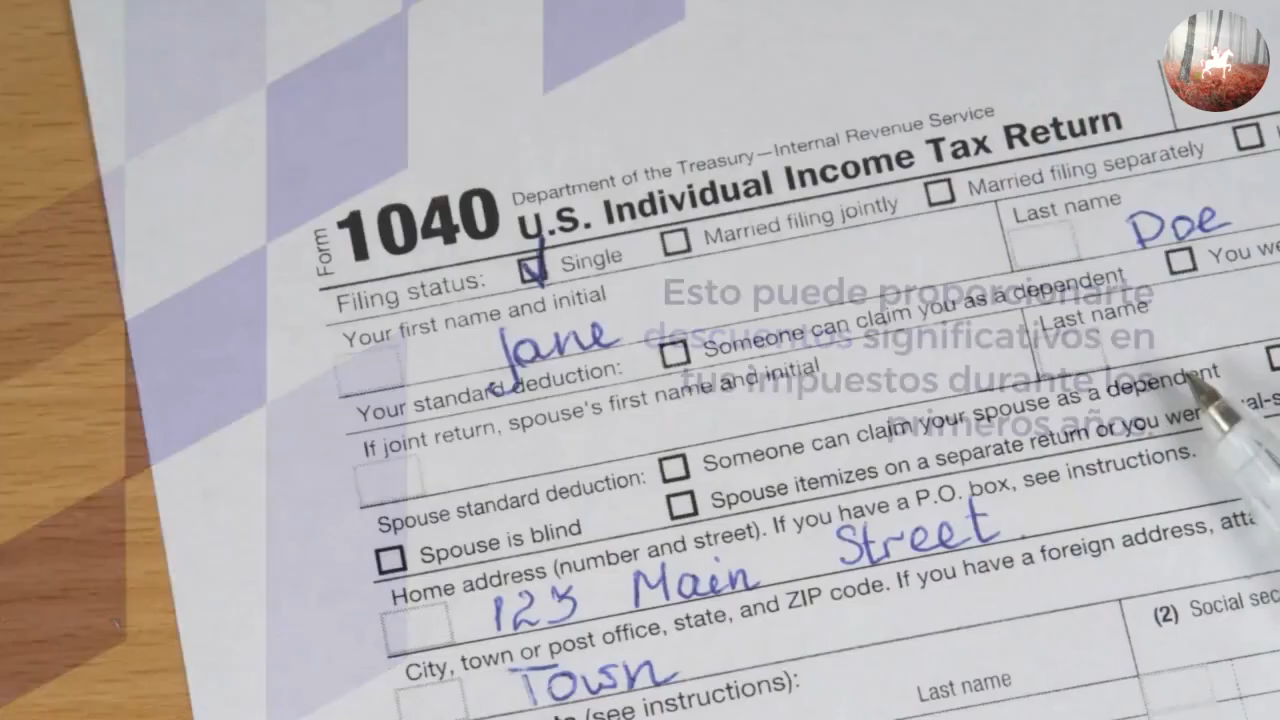 Department of the Treasury—Internal Revenue Service
Form 1040 U.S. Individual Income Tax Return
Filing status: Single Married filing jointly Married filing separately
Your first name and initial Last name
Jane Doe
Your standard deduction: Someone can claim you as a dependent You we
If joint return, spouse's first name and initial Last name
Esto puede proporcionarte
descuentos significativos en
tus impuestos durante los
primeros años.
Spouse standard deduction: Someone can claim your spouse as a dependent
Spouse is blind Spouse itemizes on a separate return or you wer al-s
Home address (number and street). If you have a P.O. box, see instructions.
123 Main Street
City, town or post office, state, and ZIP code. If you have a foreign address, atta
Town
(see instructions):
Last name
(2) Social sec